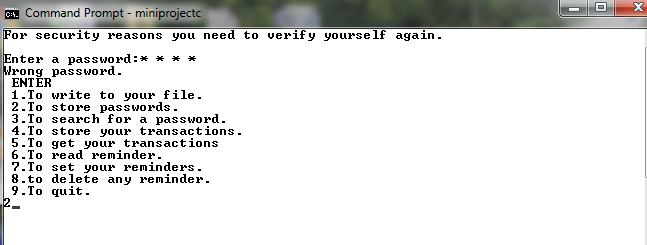 Command Prompt - miniprojectc
For security reasons you need to verify yourself again.
Enter a password:* * * *
Wrong password.
ENTER
1.To write to your file.
2.To store passwords.
3.To search for a password.
4.To store your transactions.
5.To get your transactions
6.To read reminder.
7.To set your reminders.
8.to delete any reminder.
9.To quit.
2_